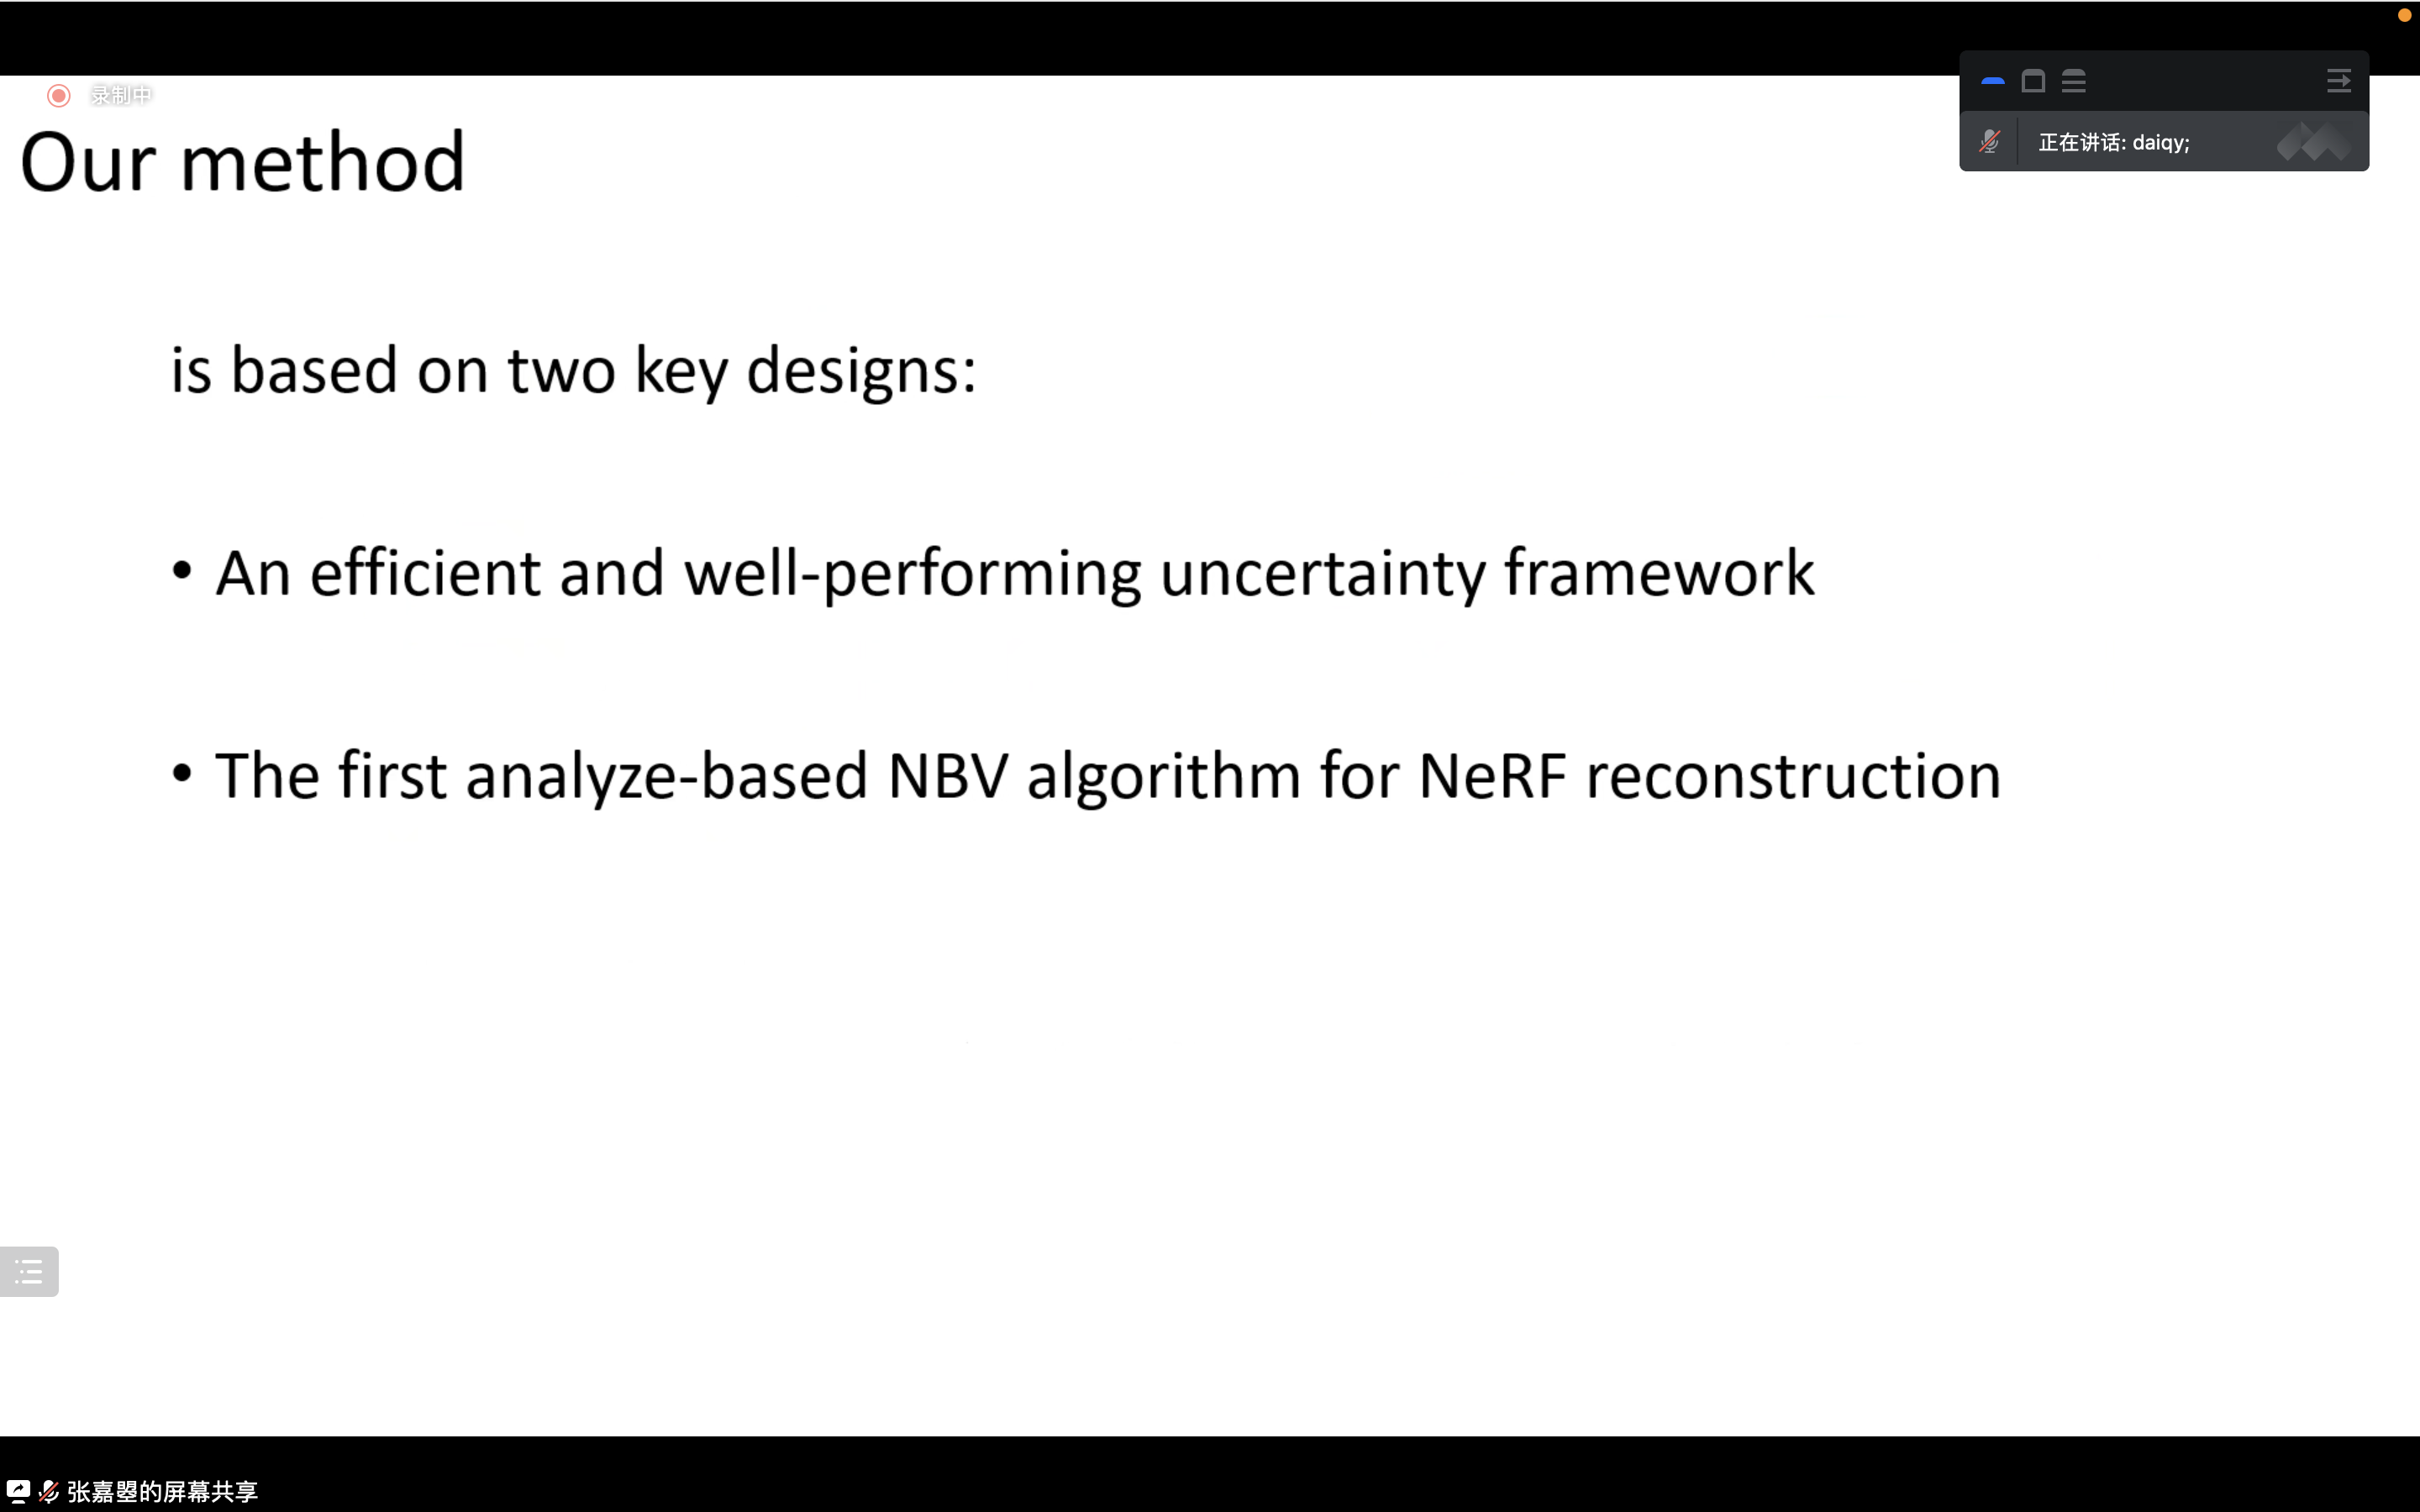 录制中
正在讲话: daiqy;
Our method
is based on two key designs:
• An efficient and well-performing uncertainty framework
• The first analyze-based NBV algorithm for NeRF reconstruction
张嘉曌的屏幕共享